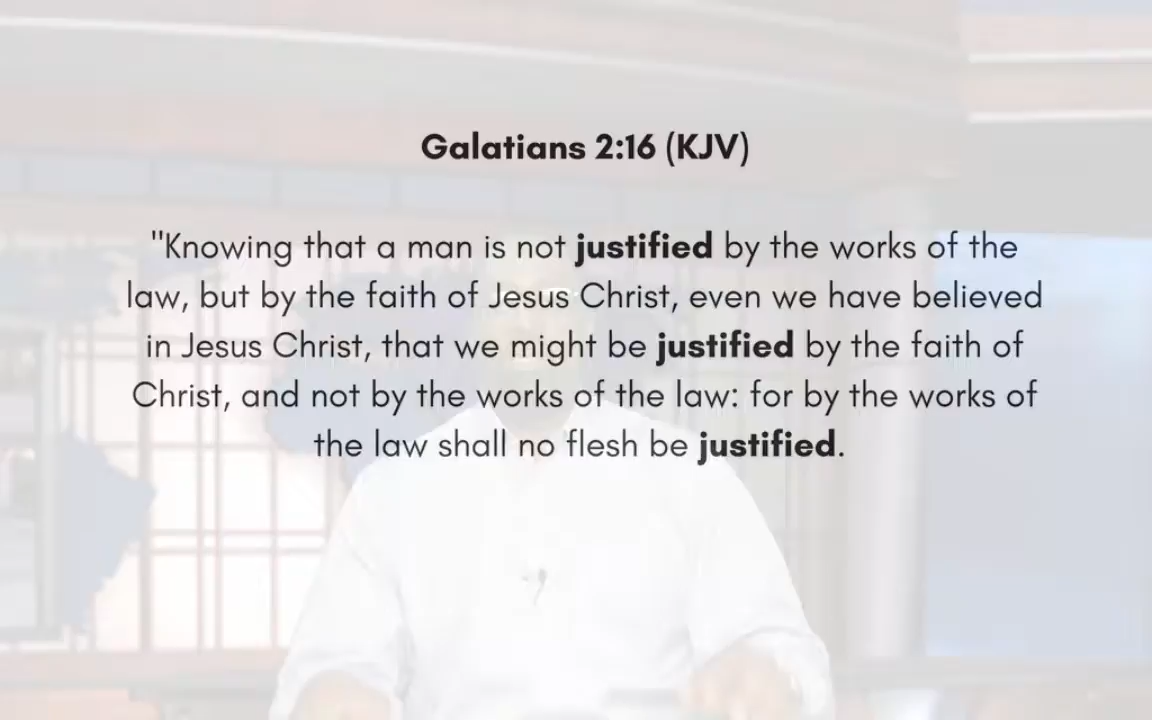 Galatians 2:16 (KJV)
"Knowing that a man is not justified by the works of the
law, but by the faith of Jesus Christ, even we have believed
in Jesus Christ, that we might be justified by the faith of
Christ, and not by the works of the law: for by the works of
the law shall no flesh be justified.